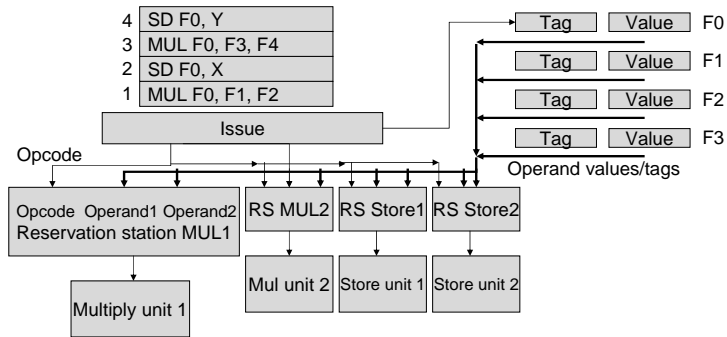 4 SD F0, Y
3 MUL F0, F3, F4
2 SD F0, X
1 MUL F0, F1, F2
Issue
Tag Value F0
Tag Value F1
Tag Value F2
Tag Value F3
Operand values/tags
Opcode
Opcode Operand1 Operand2
Reservation station MUL1
RS MUL2
RS Store1
RS Store2
Multiply unit 1
Mul unit 2
Store unit 1
Store unit 2